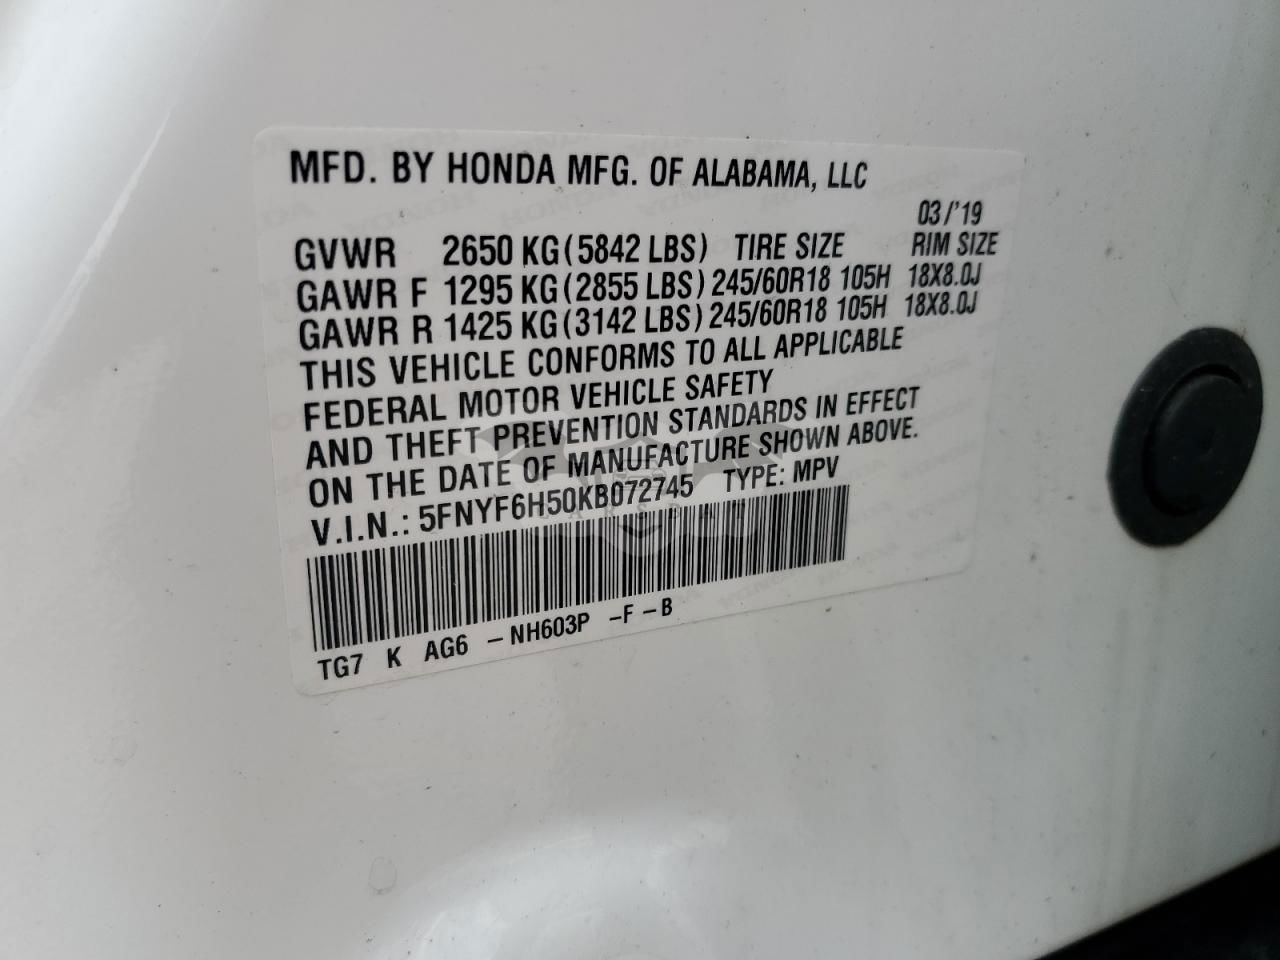 MFD. BY HONDA MFG. OF ALABAMA, LLC
03/'19
GVWR 2650 KG (5842 LBS) TIRE SIZE RIM SIZE
GAWR F 1295 KG (2855 LBS) 245/60R18 105H 18X8.0J
GAWR R 1425 KG (3142 LBS) 245/60R18 105H 18X8.0J
THIS VEHICLE CONFORMS TO ALL APPLICABLE
FEDERAL MOTOR VEHICLE SAFETY
AND THEFT PREVENTION STANDARDS IN EFFECT
ON THE DATE OF MANUFACTURE SHOWN ABOVE.
V.I.N.: 5FNYF6H50KB072745 TYPE: MPV
TG7 K AG6 -NH603P -F-B